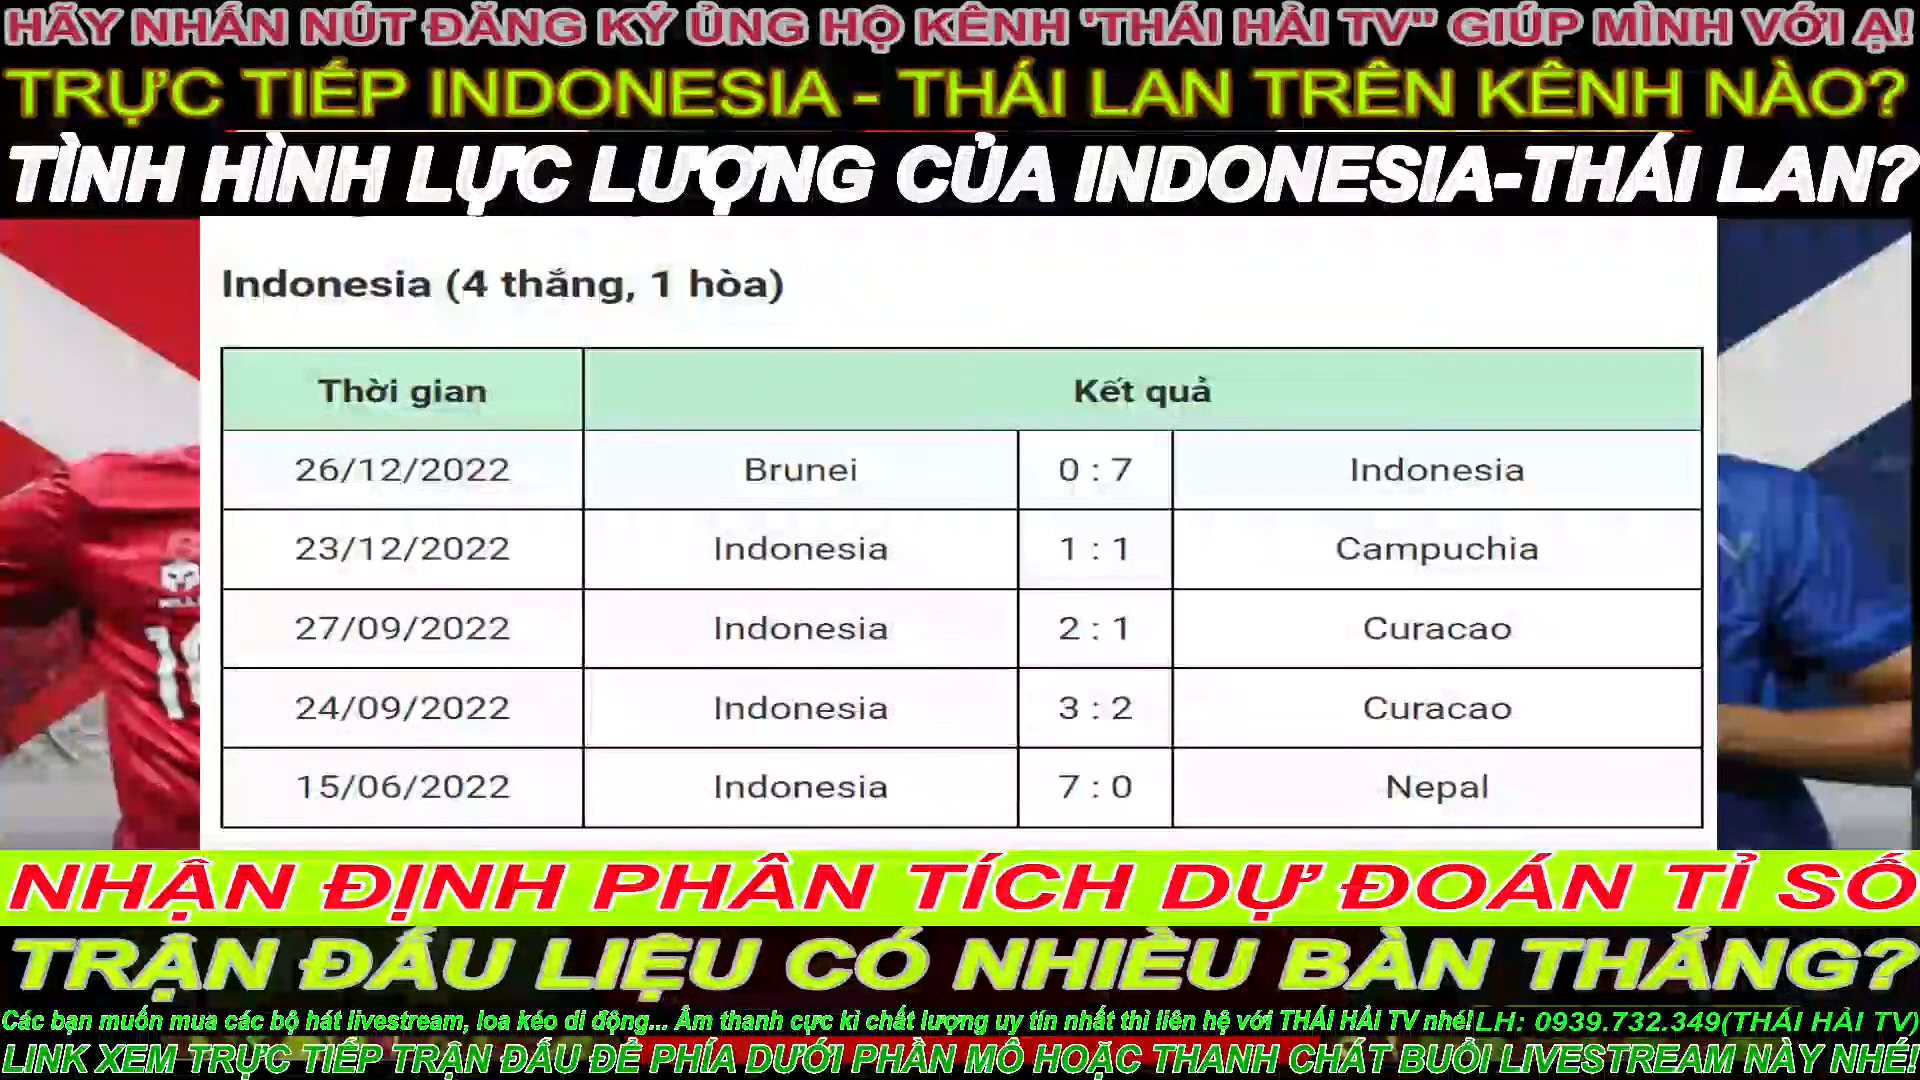 HÃY NHẤN NÚT ĐĂNG KÝ ỦNG HỘ KÊNH 'THÁI HẢI TV" GIÚP MÌNH VỚI Ạ!
TRỰC TIẾP INDONESIA - THÁI LAN TRÊN KÊNH NÀO?
TÌNH HÌNH LỰC LƯỢNG CỦA INDONESIA-THÁI LAN?
Indonesia (4 thắng, 1 hòa)
Thời gian Kết quả
26/12/2022 Brunei 0 : 7 Indonesia
23/12/2022 Indonesia 1 : 1 Campuchia
27/09/2022 Indonesia 2 : 1 Curacao
24/09/2022 Indonesia 3 : 2 Curacao
15/06/2022 Indonesia 7 : 0 Nepal
NHẬN ĐỊNH PHÂN TÍCH DỰ ĐOÁN TỈ SỐ
TRẬN ĐẤU LIỆU CÓ NHIỀU BÀN THẮNG?
Các bạn muốn mua các bộ hát livestream, loa kéo di động... Âm thanh cực kì chất lượng uy tín nhất thì liên hệ với THÁI HẢI TV nhé! LH: 0939.732.349(THÁI HẢI TV)
LINK XEM TRỰC TIẾP TRẬN ĐẤU ĐỂ PHÍA DƯỚI PHẦN MÔ HOẶC THANH CHÁT BUỔI LIVESTREAM NÀY NHÉ!